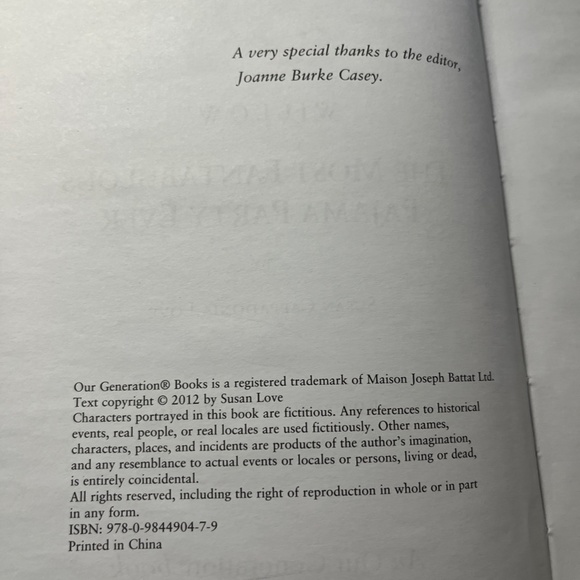 A very special thanks to the editor,
Joanne Burke Casey.
Our Generation® Books is a registered trademark of Maison Joseph Battat Ltd.
Text copyright © 2012 by Susan Love
Characters portrayed in this book are fictitious. Any references to historical
events, real people, or real locales are used fictitiously. Other names,
characters, places, and incidents are products of the author's imagination,
and any resemblance to actual events or locales or persons, living or dead,
is entirely coincidental.
All rights reserved, including the right of reproduction in whole or in part
in any form.
ISBN: 978-0-9844904-7-9
Printed in China